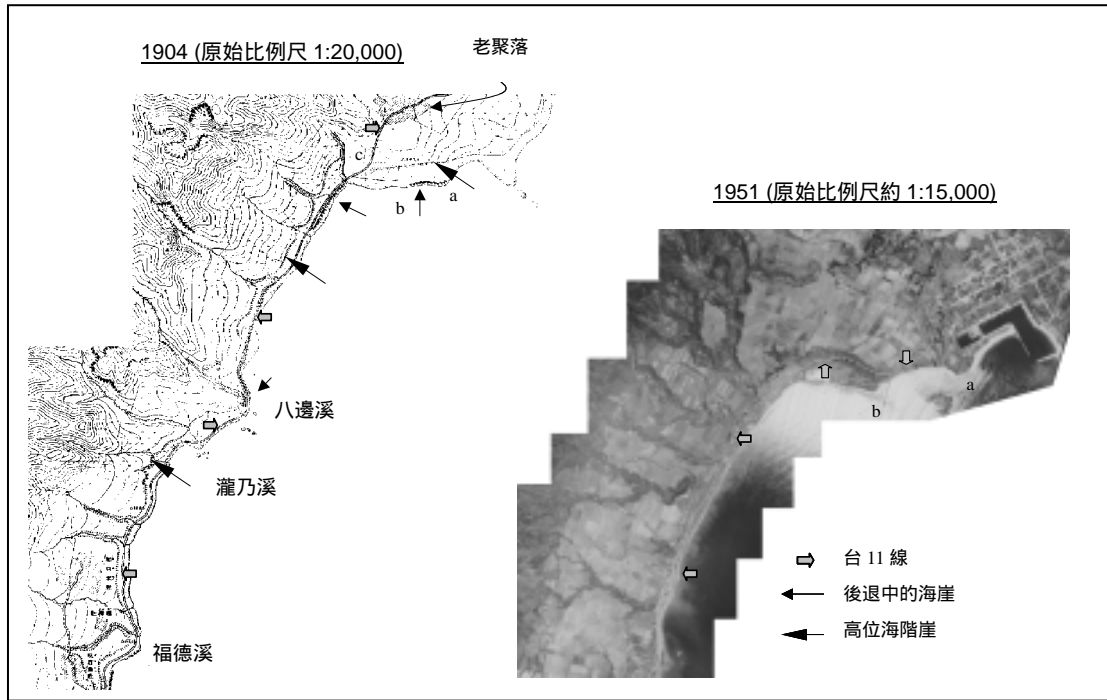 老聚落
1904 (原始比例尺 1:20,000)
c
a
b
八邊溪
瀧乃溪
福德溪
1951 (原始比例尺約 1:15,000)
a
b
台 11 線
後退中的海崖
高位海階崖